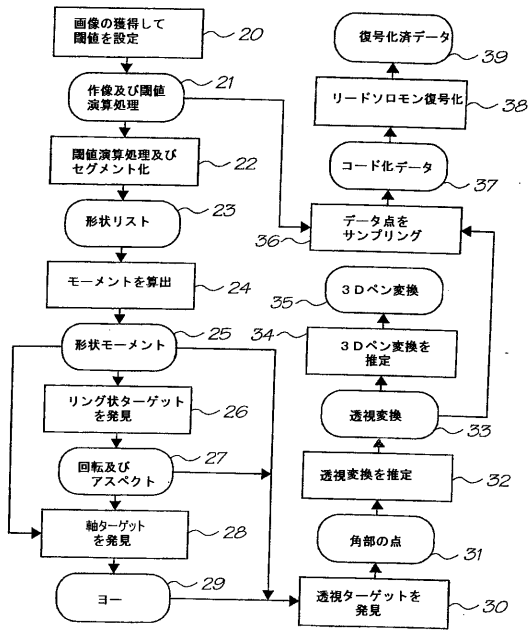 画像の獲得して
閾値を設定
20
作像及び閾値
演算処理
21
閾値演算処理及び
セグメント化
22
形状リスト
23
モーメントを算出
24
形状モーメント
25
リング状ターゲット
を発見
26
回転及び
アスペクト
27
軸ターゲット
を発見
28
ヨー
29
透視ターゲットを
発見
30
角部の点
31
透視変換を推定
32
透視変換
33
3Dペン変換を
推定
34
3Dペン変換
35
データ点を
サンプリング
36
コード化データ
37
リードソロモン復号化
38
復号化済データ
39